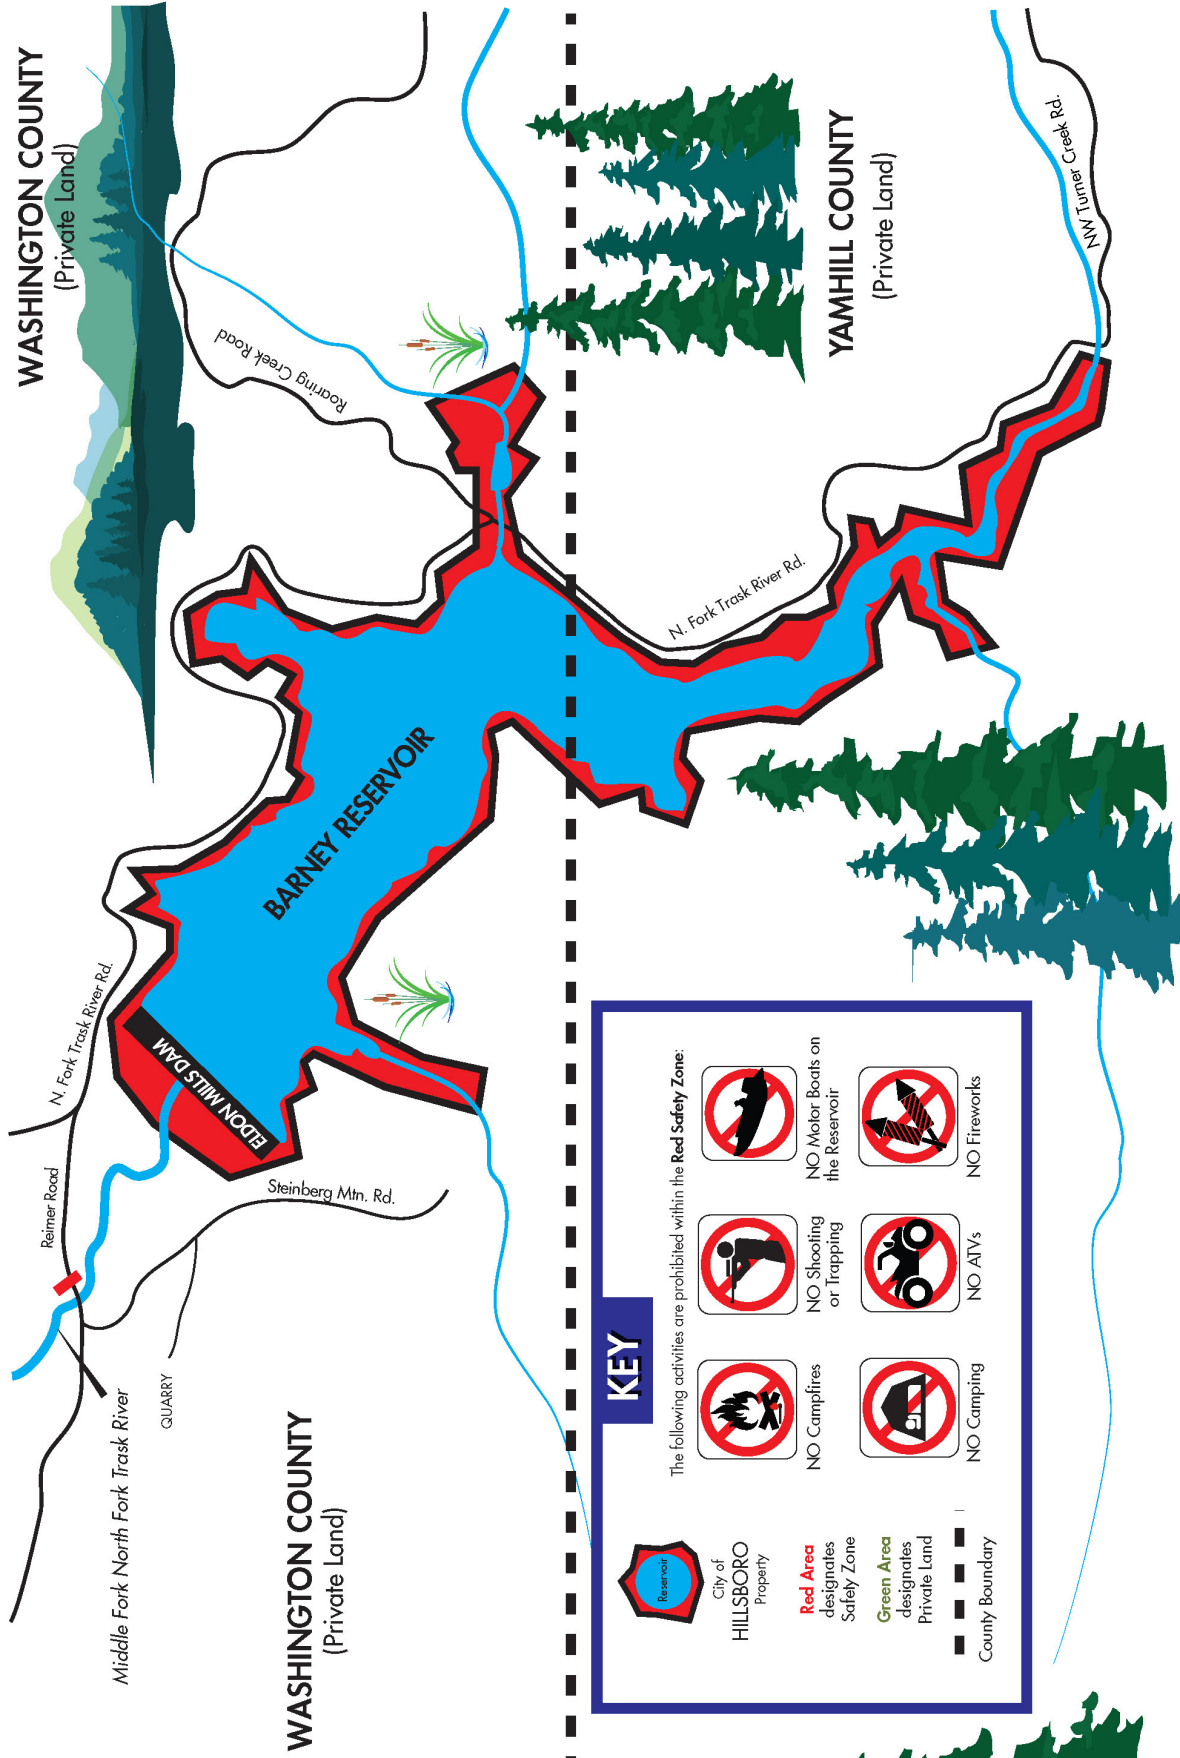 WASHINGTON COUNTY
(Private Land)
Roaring Creek Road
YAMHILL COUNTY
(Private Land)
NW Turner Creek Rd.
N. Fork Trask River Rd.
BARNEY RESERVOIR
N. Fork Trask River Rd.
ELDON MILLS DAM
Reimer Road
Steinberg Mtn. Rd.
QUARRY
Middle Fork North Fork Trask River
WASHINGTON COUNTY
(Private Land)
KEY
Reservoir
City of
HILLSBORO
Property
Red Area
designates
Safety Zone
Green Area
designates
Private Land
County Boundary
The following activities are prohibited within the Red Safety Zone:
NO Campfires
NO Shooting
or Trapping
NO Motor Boats on
the Reservoir
NO Camping
NO ATVs
NO Fireworks